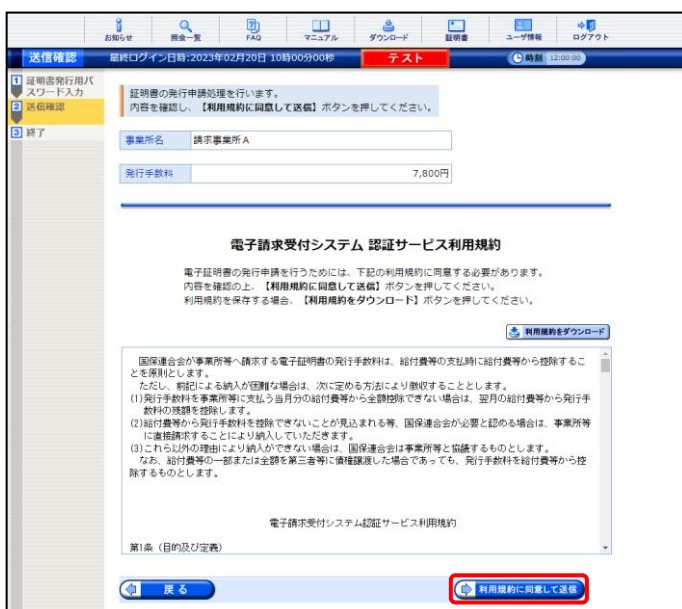 お知らせ 照会一覧 FAQ マニュアル ダウンロード 証明書 ユーザ情報 ログアウト
送信確認 最終ログイン日時:2023年02月20日 10時00分00秒 テスト 時刻 12:00:00
1 証明書発行用パスワード入力
2 送信確認
3 終了
証明書の発行申請処理を行います。
内容を確認し、【利用規約に同意して送信】ボタンを押してください。
事業所名 請求事業所A
発行手数料 7,800円
電子請求受付システム 認証サービス利用規約
電子証明書の発行申請を行うためには、下記の利用規約に同意する必要があります。
内容を確認の上、【利用規約に同意して送信】ボタンを押してください。
利用規約を保存する場合、【利用規約をダウンロード】ボタンを押してください。
利用規約をダウンロード
国保連合会が事業所等へ請求する電子証明書の発行手数料は、給付費等の支払時に給付費等から控除するこ
とを原則とします。
ただし、前記による納入が困難な場合は、次に定める方法により徴収することとします。
(1)発行手数料を事業所等に支払う当月分の給付費等から全額控除できない場合は、翌月の給付費等から発行手
数料の残額を控除します。
(2)給付費等から発行手数料を控除できないことが見込まれる等、国保連合会が必要と認める場合は、事業所等
に直接請求することにより納入していただきます。
(3)これら以外の理由により納入ができない場合は、国保連合会は事業所等と協議するものとします。
なお、給付費等の一部または全額を第三者等に債権譲渡した場合であっても、発行手数料を給付費等から控
除するものとします。
電子請求受付システム認証サービス利用規約
第1条（目的及び定義）
戻る 利用規約に同意して送信